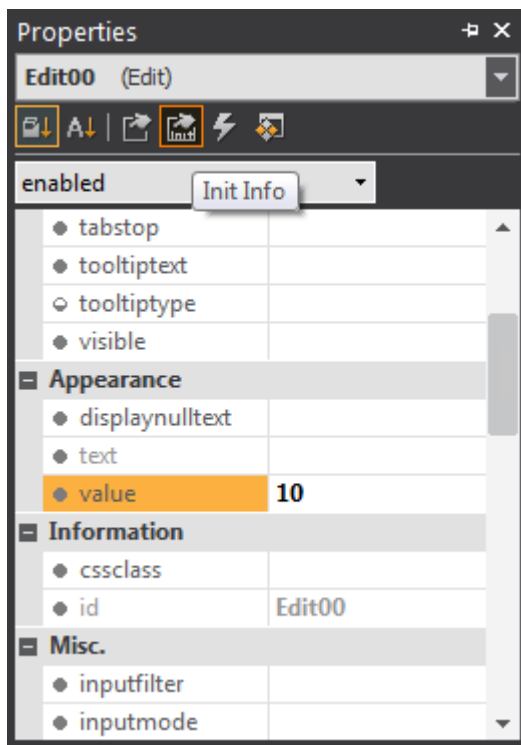 Properties
Edit00 (Edit)
A
Init
enabled
Init Info
tabstop
tooltiptext
tooltiptype
visible
Appearance
displaynulltext
text
value 10
Information
cssclass
id Edit00
Misc.
inputfilter
inputmode